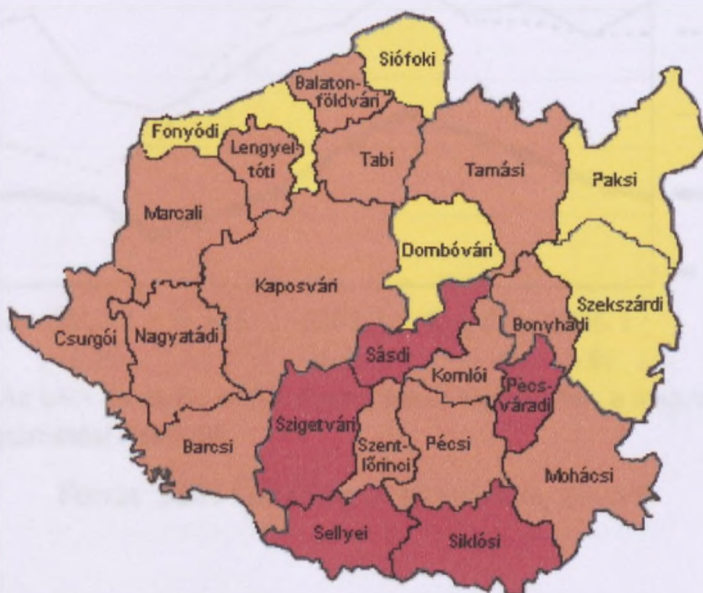 Siófoki
Balaton-
földvári
Fonyódi
Lengyel-
tóti
Tabi
Tamási
Paksi
Marcali
Dombóvári
Kaposvári
Szekszárdi
Csurgói
Nagyatádi
Bonyhádi
Sásdi
Komlói
Pécs-
váradi
Szigetvári
Barcsi
Szent-
lőrinci
Pécsi
Mohácsi
Sellyei
Siklósi